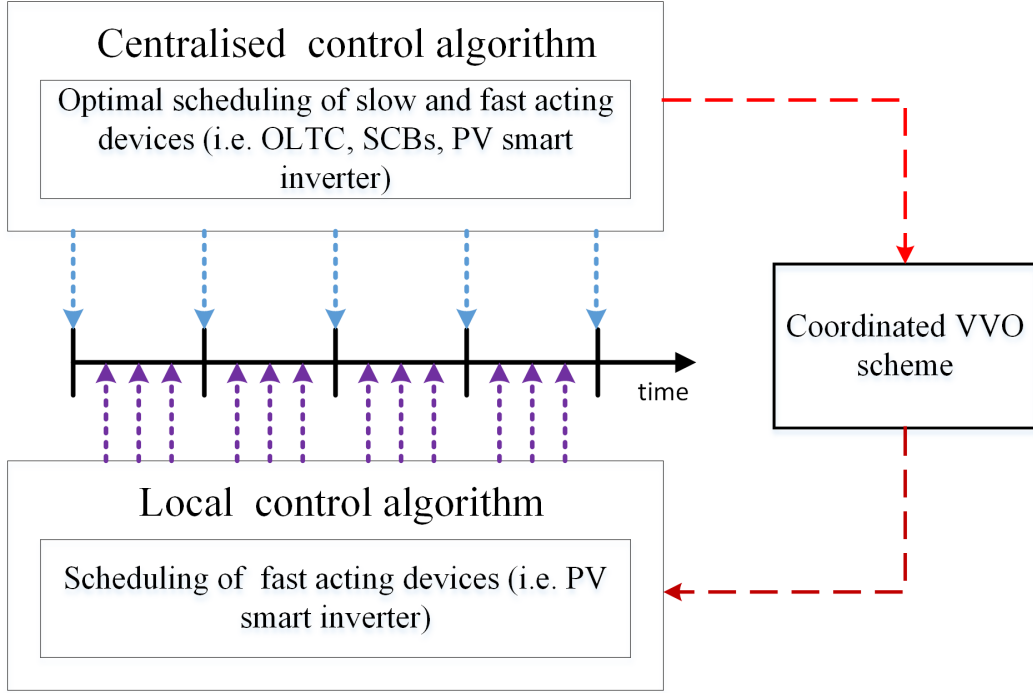 Centralised control algorithm
Optimal scheduling of slow and fast acting
devices (i.e. OLTC, SCBs, PV smart
inverter)
Coordinated VVO
scheme
time
Local control algorithm
Scheduling of fast acting devices (i.e. PV
smart inverter)